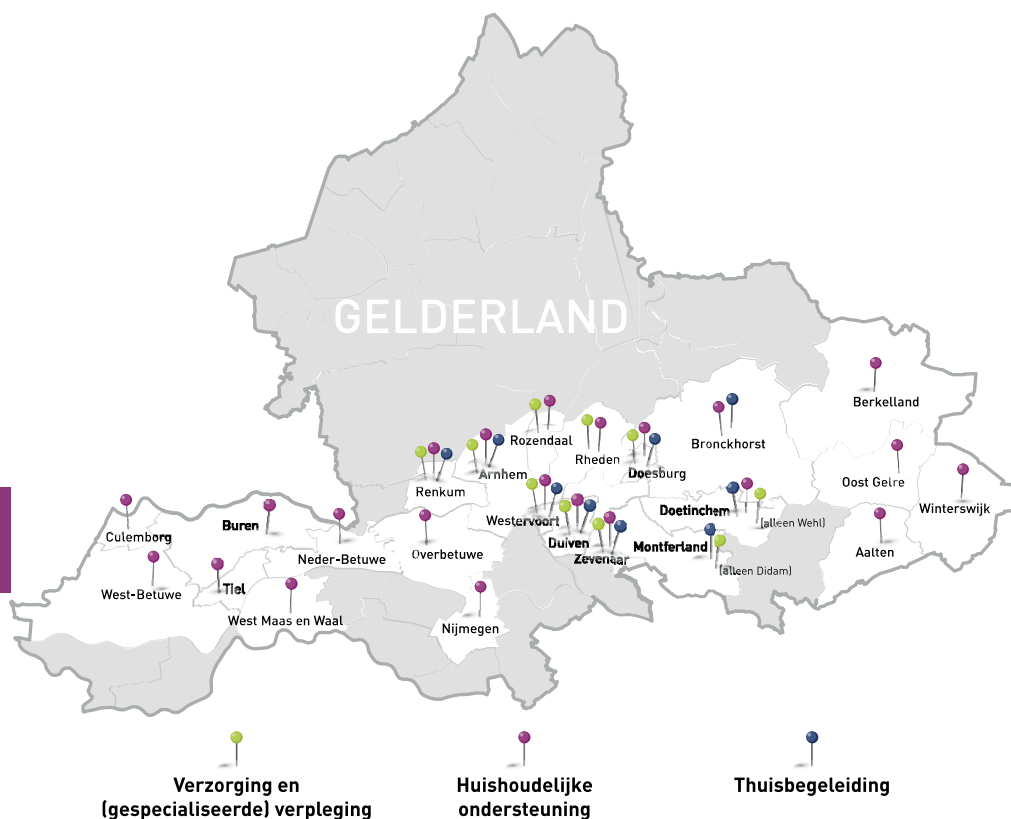 GELDERLAND
Berkelland
Rozendaal
Bronckhorst
Rheden
Arnhem
Doesburg
Oost Gelre
Renkum
Winterswijk
Doetinchem
Westervoort
(alleen Wehl)
Buren
Culemborg
Duiven
Montferland
Aalten
Overbetuwe
Neder-Betuwe
Zevenaar
(alleen Didam)
Tiel
West-Betuwe
West Maas en Waal
Nijmegen
Verzorging en
(gespecialiseerde) verpleging
Huishoudelijke
ondersteuning
Thuisbegeleiding